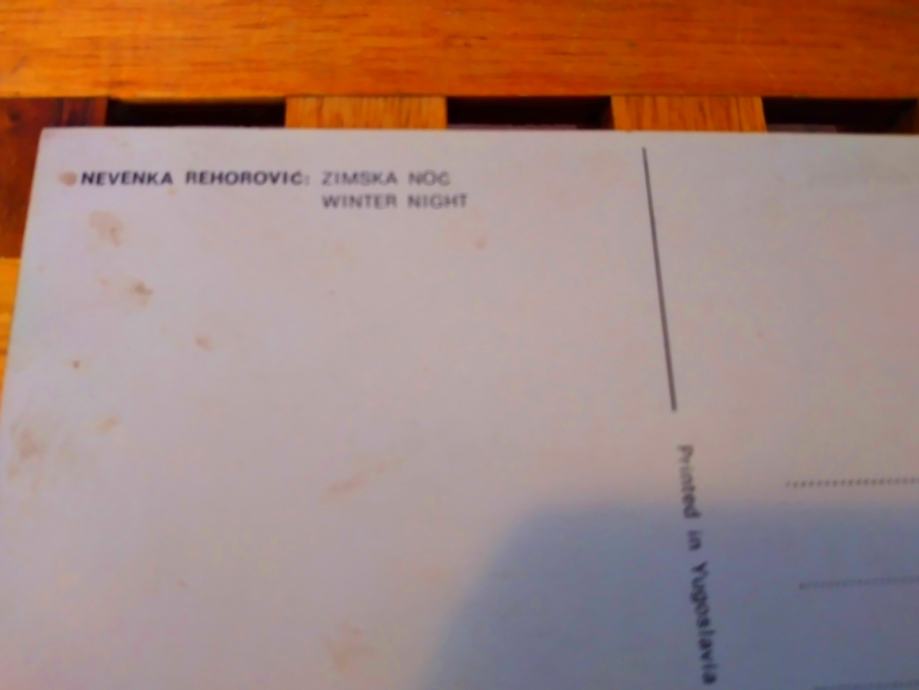 NEVENKA REHOROVIĆ: ZIMSKA NOĆ
WINTER NIGHT
Printed in Yugoslavia